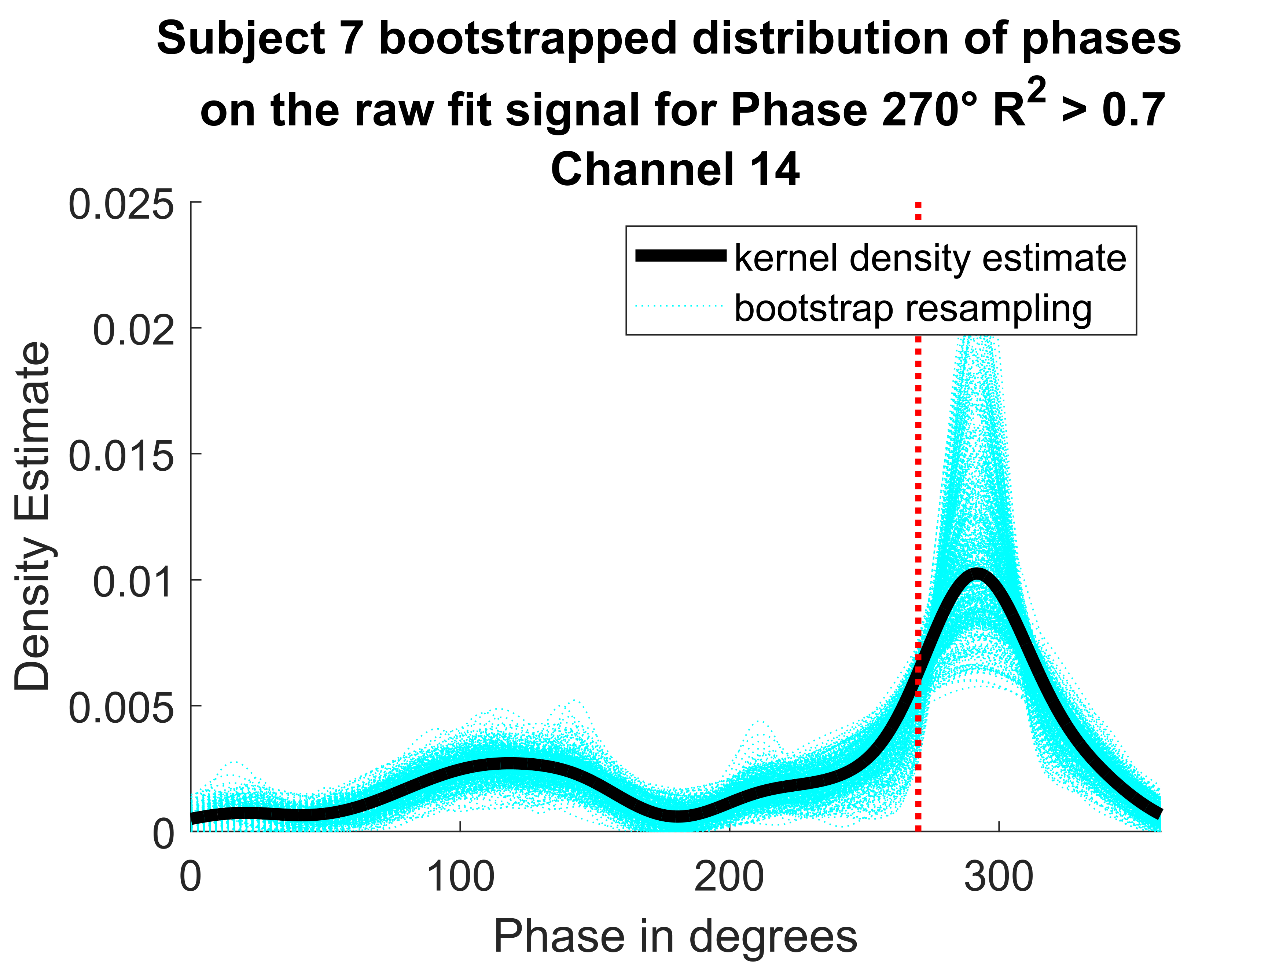 Subject 7 bootstrapped distribution of phases
on the raw fit signal for Phase 270° R² > 0.7
Channel 14
0.025
0.02
0.015
0.01
0.005
0
kernel density estimate
bootstrap resampling
Density Estimate
0 100 200 300
Phase in degrees